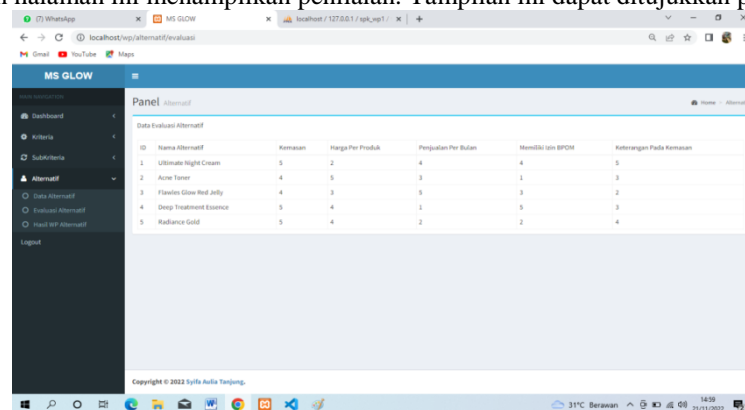 halaman ini menampilkan penilaian. Tampilan ini dapat ditujukkan p
(7) WhatsApp
MS GLOW
localhost / 127.0.0.1 / spk_wp1 /
localhost/wp/alternatif/evaluasi
Gmail YouTube Maps
MS GLOW
MAIN NAVIGATION
Panel Alternatif
Home
Dashboard
Data Evaluasi Alternatif
Kriteria
ID Nama Alternatif Kemasan Harga Per Produk Penjualan Per Bulan Memiliki Izin BPOM Keterangan Pada Kemasan
SubKriteria
1 Ultimate Night Cream 5 2 4 4 5
Alternatif
2 Acne Toner 4 5 3 1 3
Data Alternatif
3 Flawles Glow Red Jelly 4 3 5 3 2
Evaluasi Alternatif
4 Deep Treatment Essence 5 4 1 5 3
Hasil WP Alternatif
5 Radiance Gold 5 4 2 2 4
Logout
Copyright © 2022 Syifa Aulia Tanjung.
31°C Berawan
14:59
21/11/2022